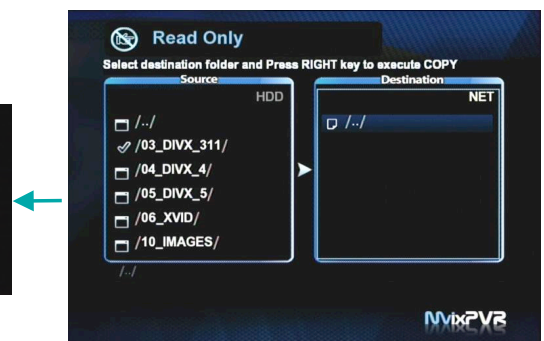 Read Only
Select destination folder and Press RIGHT key to execute COPY
Source
HDD
/../
/03_DIVX_311/
/04_DIVX_4/
/05_DIVX_5/
/06_XVID/
/10_IMAGES/
/../
Destination
NET
/../
MvixPVR